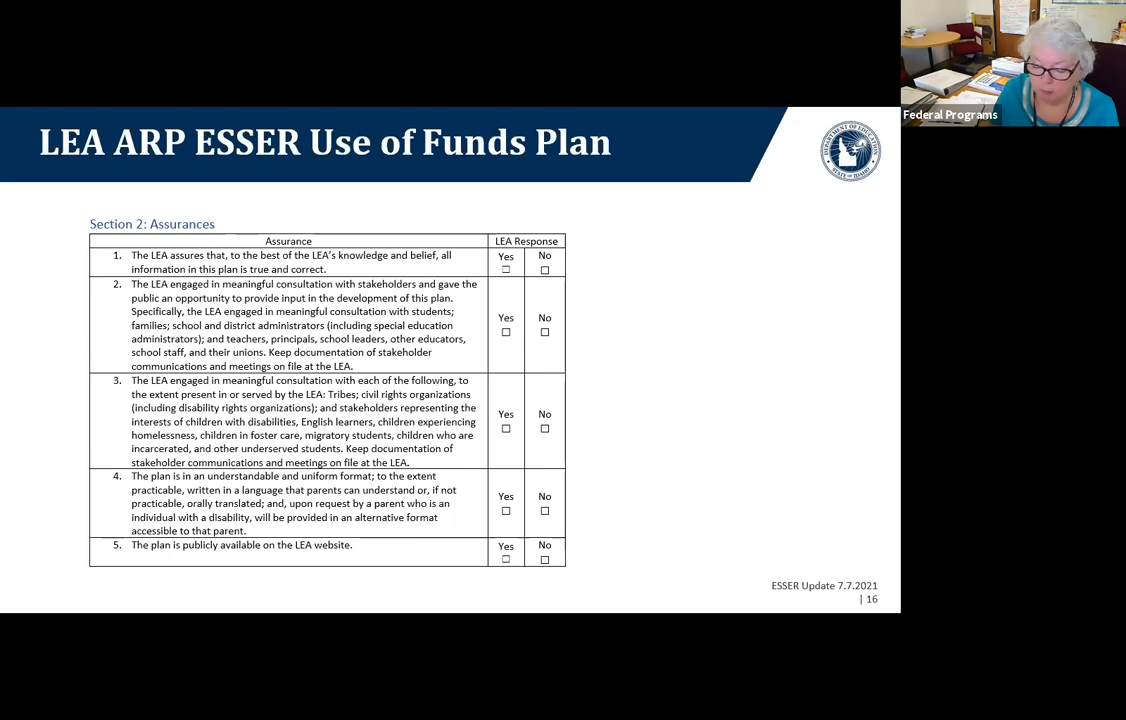 LEA ARP ESSER Use of Funds Plan
DEPARTMENT OF EDUCATION
STATE OF IDAHO
Federal Programs
Section 2: Assurances
Assurance LEA Response
1. The LEA assures that, to the best of the LEA's knowledge and belief, all
information in this plan is true and correct.
Yes ☐ No ☐
2. The LEA engaged in meaningful consultation with stakeholders and gave the
public an opportunity to provide input in the development of this plan.
Specifically, the LEA engaged in meaningful consultation with students;
families; school and district administrators (including special education
administrators); and teachers, principals, school leaders, other educators,
school staff, and their unions. Keep documentation of stakeholder
communications and meetings on file at the LEA.
Yes ☐ No ☐
3. The LEA engaged in meaningful consultation with each of the following, to
the extent present in or served by the LEA: Tribes; civil rights organizations
(including disability rights organizations); and stakeholders representing the
interests of children with disabilities, English learners, children experiencing
homelessness, children in foster care, migratory students, children who are
incarcerated, and other underserved students. Keep documentation of
stakeholder communications and meetings on file at the LEA.
Yes ☐ No ☐
4. The plan is in an understandable and uniform format; to the extent
practicable, written in a language that parents can understand or, if not
practicable, orally translated; and, upon request by a parent who is an
individual with a disability, will be provided in an alternative format
accessible to that parent.
Yes ☐ No ☐
5. The plan is publicly available on the LEA website.
Yes ☐ No ☐
ESSER Update 7.7.2021
| 16